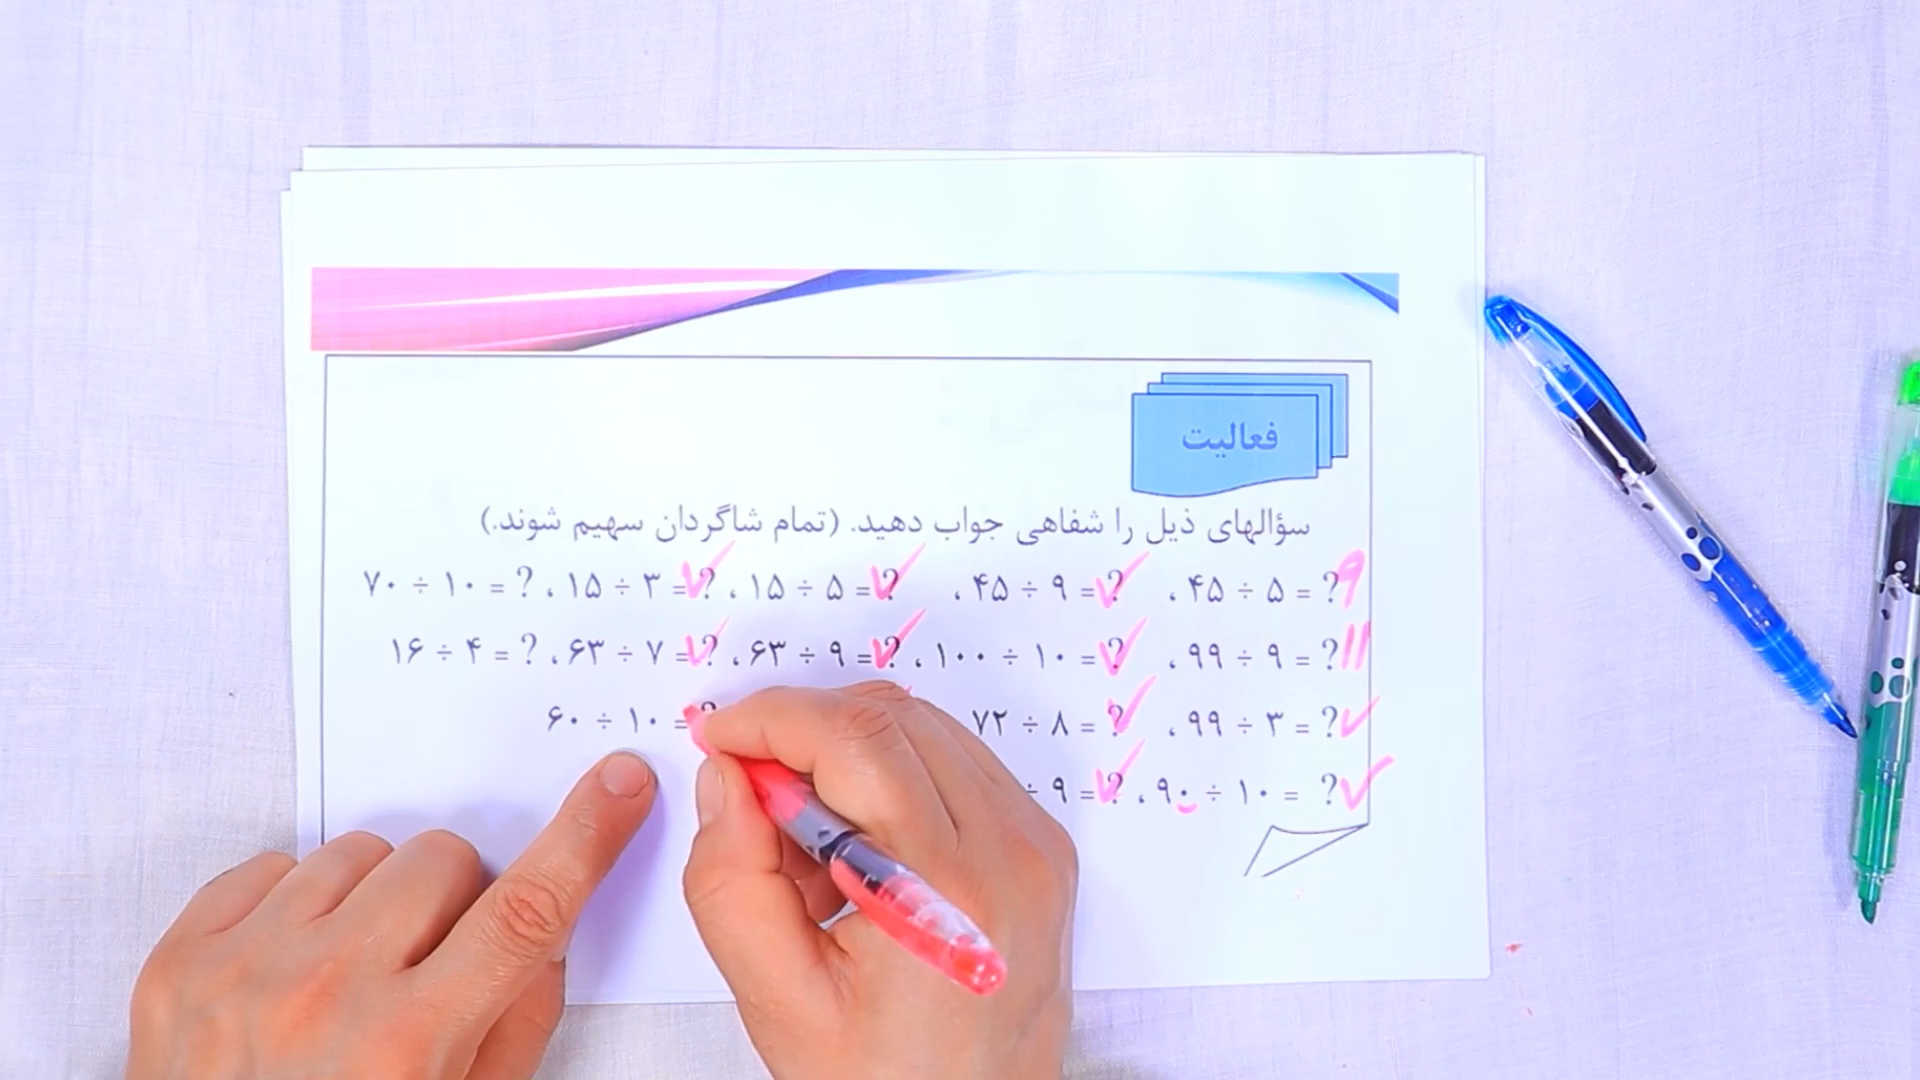 فعالیت
سؤالهای ذیل را شفاهی جواب دهید. (تمام شاگردان سهیم شوند.)
۴۵ ÷ ۵ = ? ۹ ، ۴۵ ÷ ۹ = ? ✓ ، ۱۵ ÷ ۵ = ? ✓ ، ۱۵ ÷ ۳ = ? ✓ ، ۷۰ ÷ ۱۰ = ?
۹۹ ÷ ۹ = ? ۱۱ ، ۱۰۰ ÷ ۱۰ = ? ✓ ، ۶۳ ÷ ۹ = ? ✓ ، ۶۳ ÷ ۷ = ? ✓ ، ۱۶ ÷ ۴ = ?
۹۹ ÷ ۳ = ? ✓ ، ۷۲ ÷ ۸ = ? ✓ ۶۰ ÷ ۱۰ = ?
۹۰ ÷ ۱۰ = ? ✓ ، ÷ ۹ = ? ✓